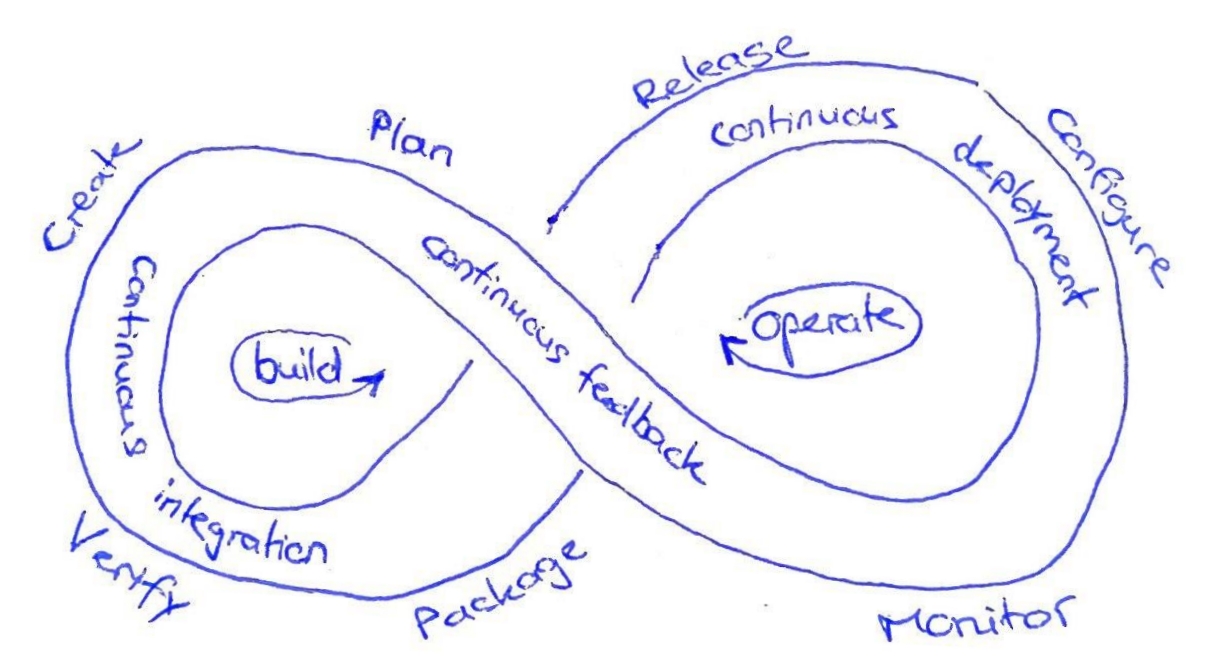 Release
Plan
continuous
Configure
deployment
Create
continuous feedback
continuous
operate
build
integration
Verify
Package
Monitor